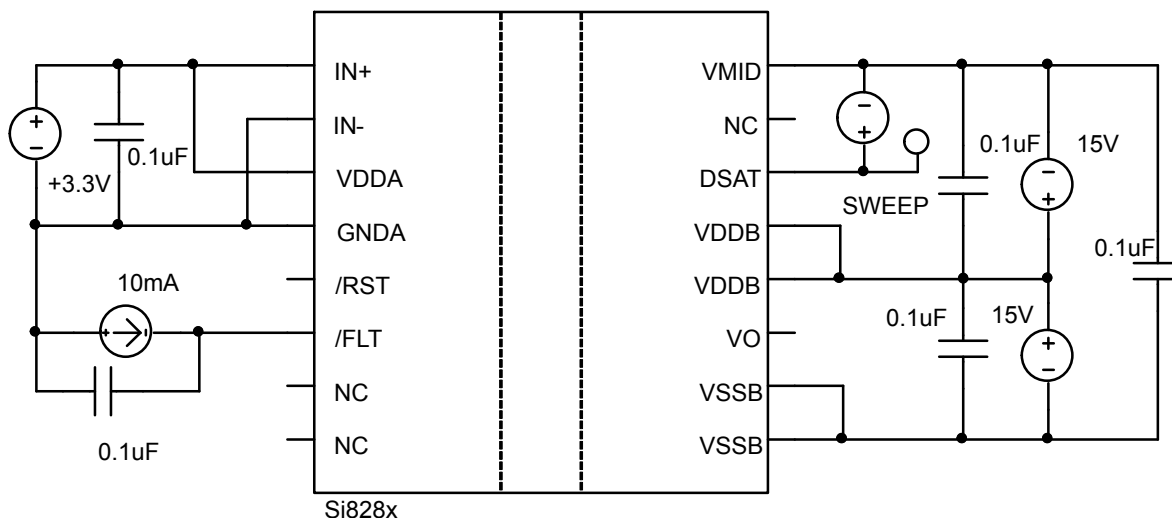 IN+
VMID
+
-
0.1uF
IN-
NC
-
+
0.1uF
15V
+3.3V
VDDA
DSAT
-
+
SWEEP
GNDA
VDDB
0.1uF
10mA
/RST
VDDB
+
-
/FLT
VO
0.1uF
15V
+
-
NC
VSSB
0.1uF
NC
VSSB
Si828x